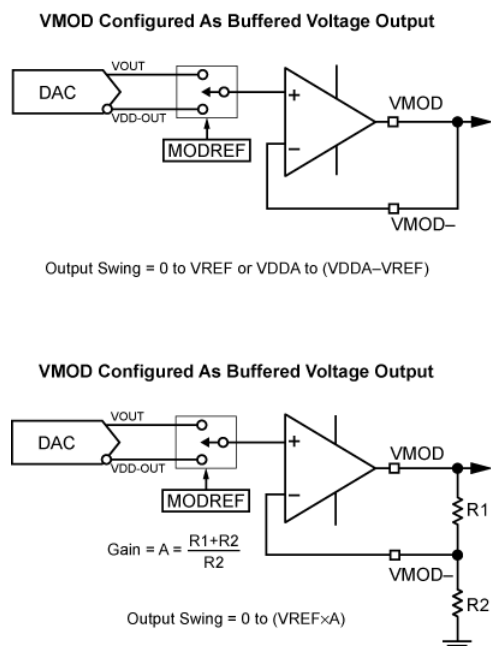 VMOD Configured As Buffered Voltage Output
VOUT
DAC
VDD-OUT
MODREF
+
−
VMOD
VMOD–
Output Swing = 0 to VREF or VDDA to (VDDA–VREF)
VMOD Configured As Buffered Voltage Output
VOUT
DAC
VDD-OUT
MODREF
+
−
VMOD
R1
Gain = A = R1+R2
R2
VMOD–
R2
Output Swing = 0 to (VREF×A)